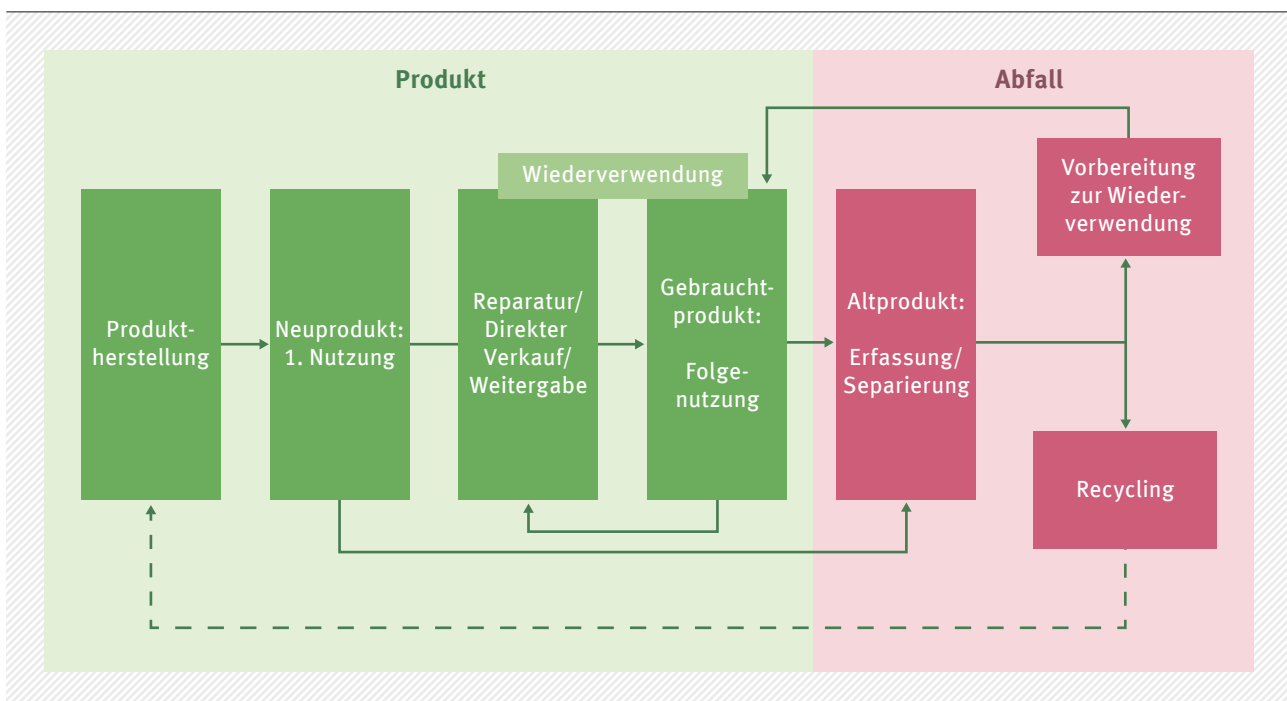 Produkt
Abfall
Wiederverwendung
Produkt-
herstellung
Neuprodukt:
1. Nutzung
Reparatur/
Direkter
Verkauf/
Weitergabe
Gebraucht-
produkt:
Folge-
nutzung
Altprodukt:
Erfassung/
Separierung
Vorbereitung
zur Wieder-
verwendung
Recycling